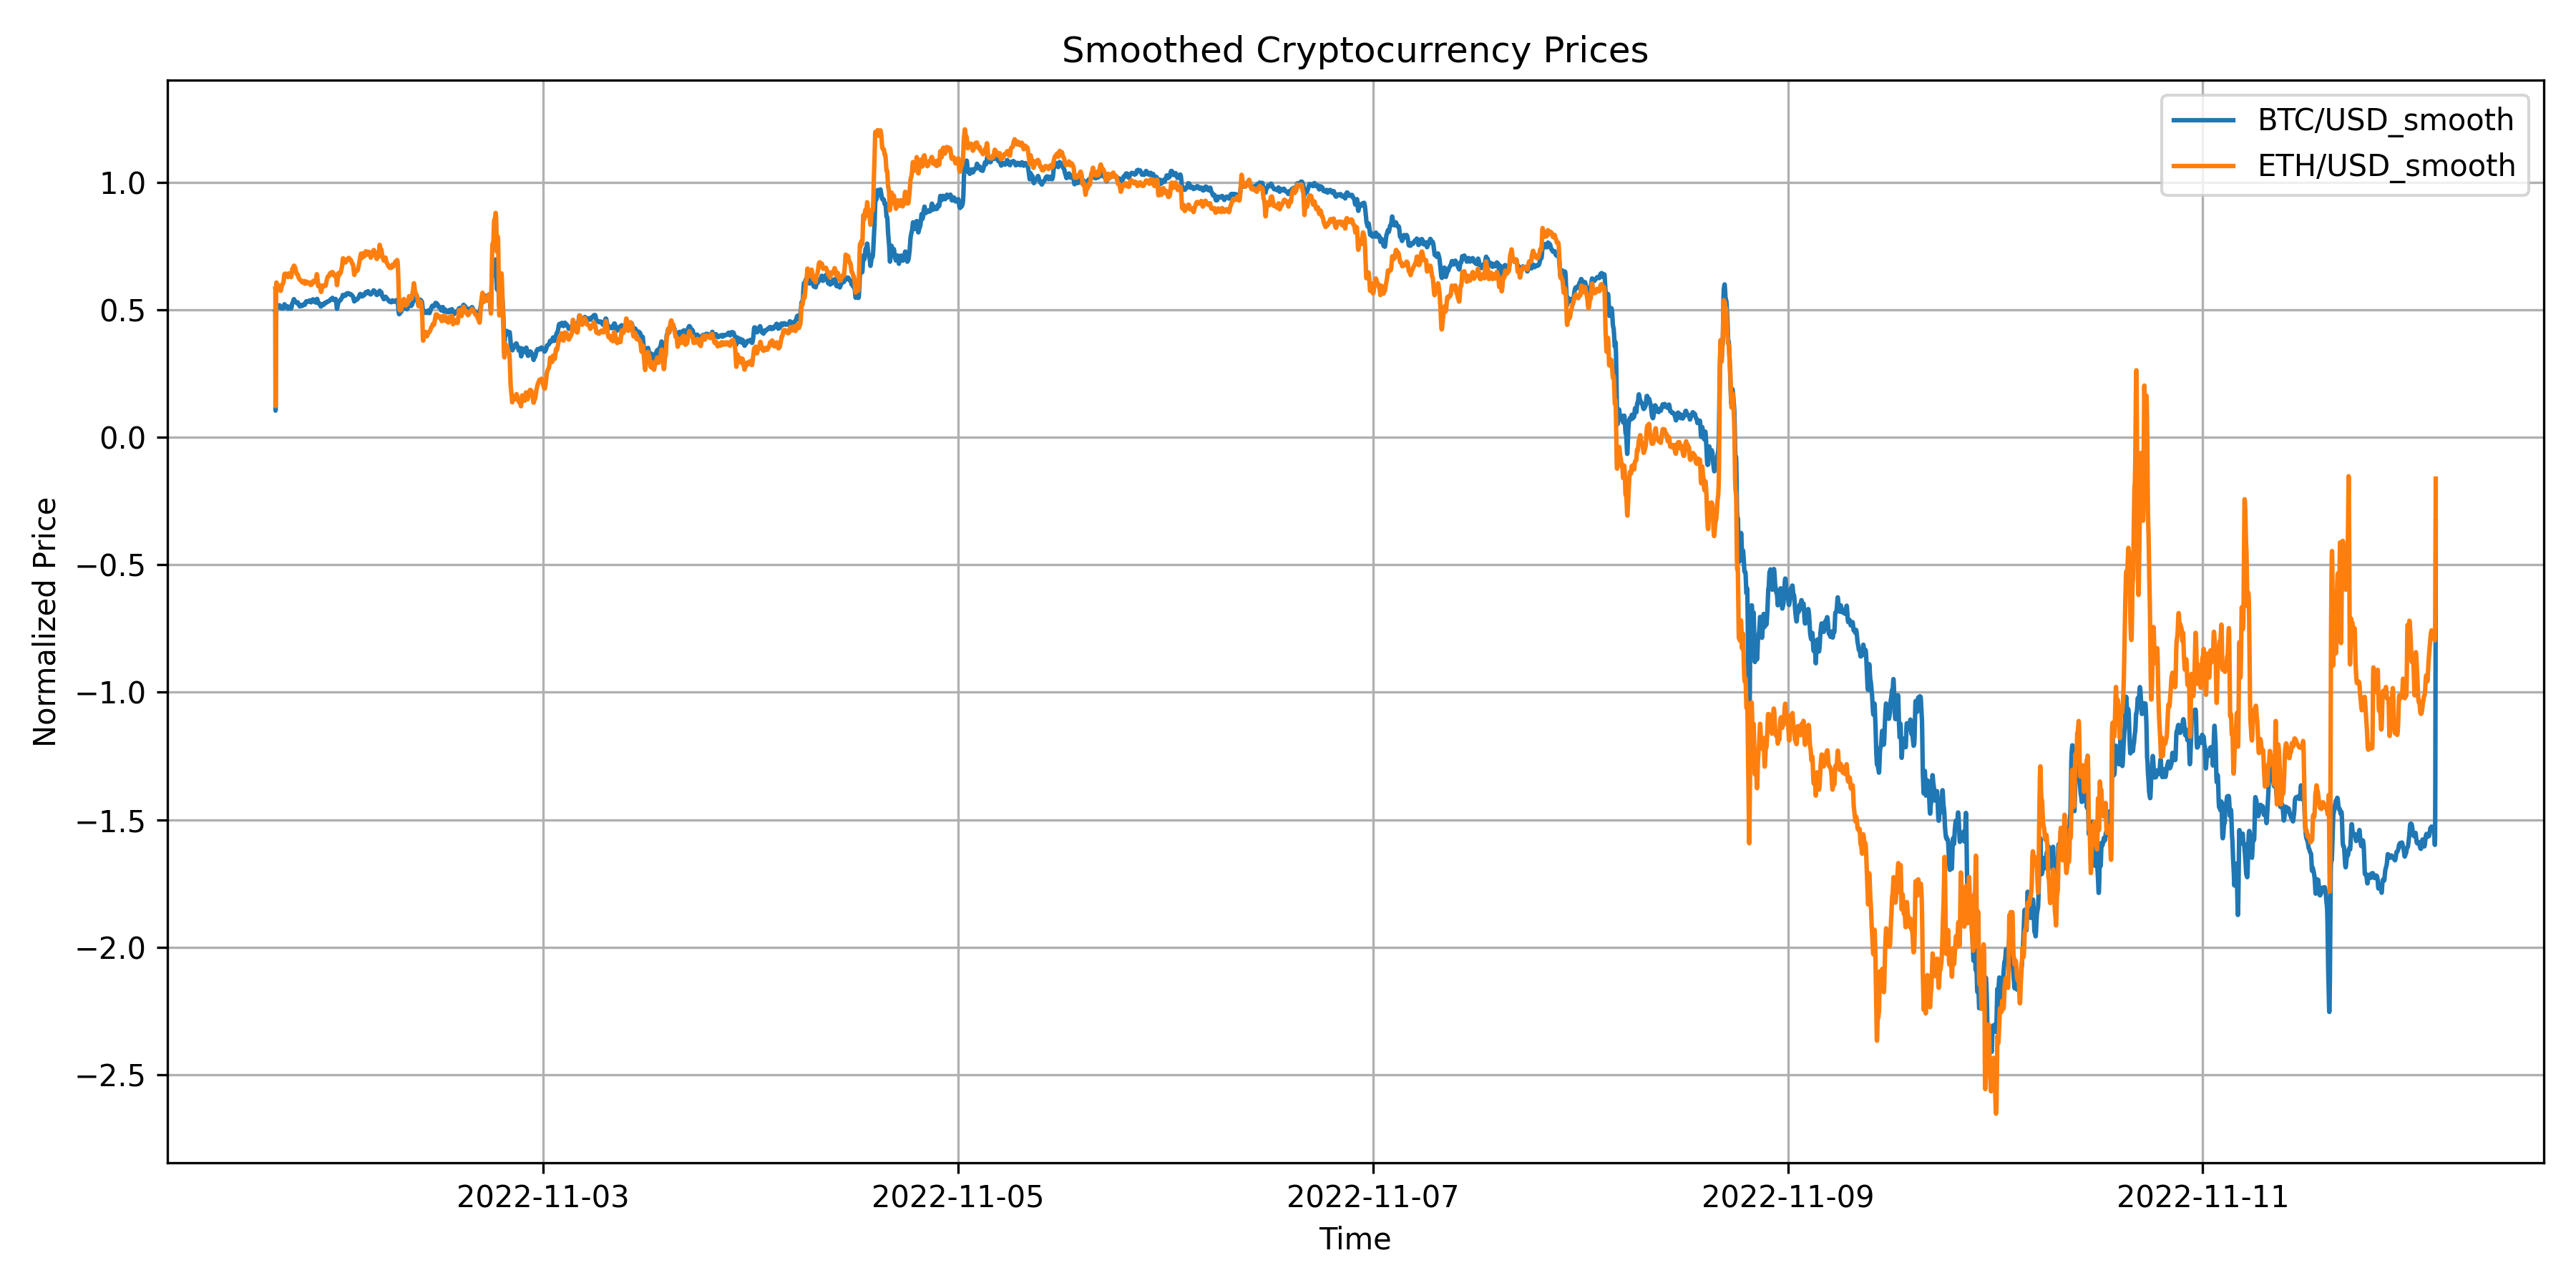 Smoothed Cryptocurrency Prices
BTC/USD_smooth
ETH/USD_smooth
Normalized Price
1.0
0.5
0.0
−0.5
−1.0
−1.5
−2.0
−2.5
2022-11-03
2022-11-05
2022-11-07
2022-11-09
2022-11-11
Time